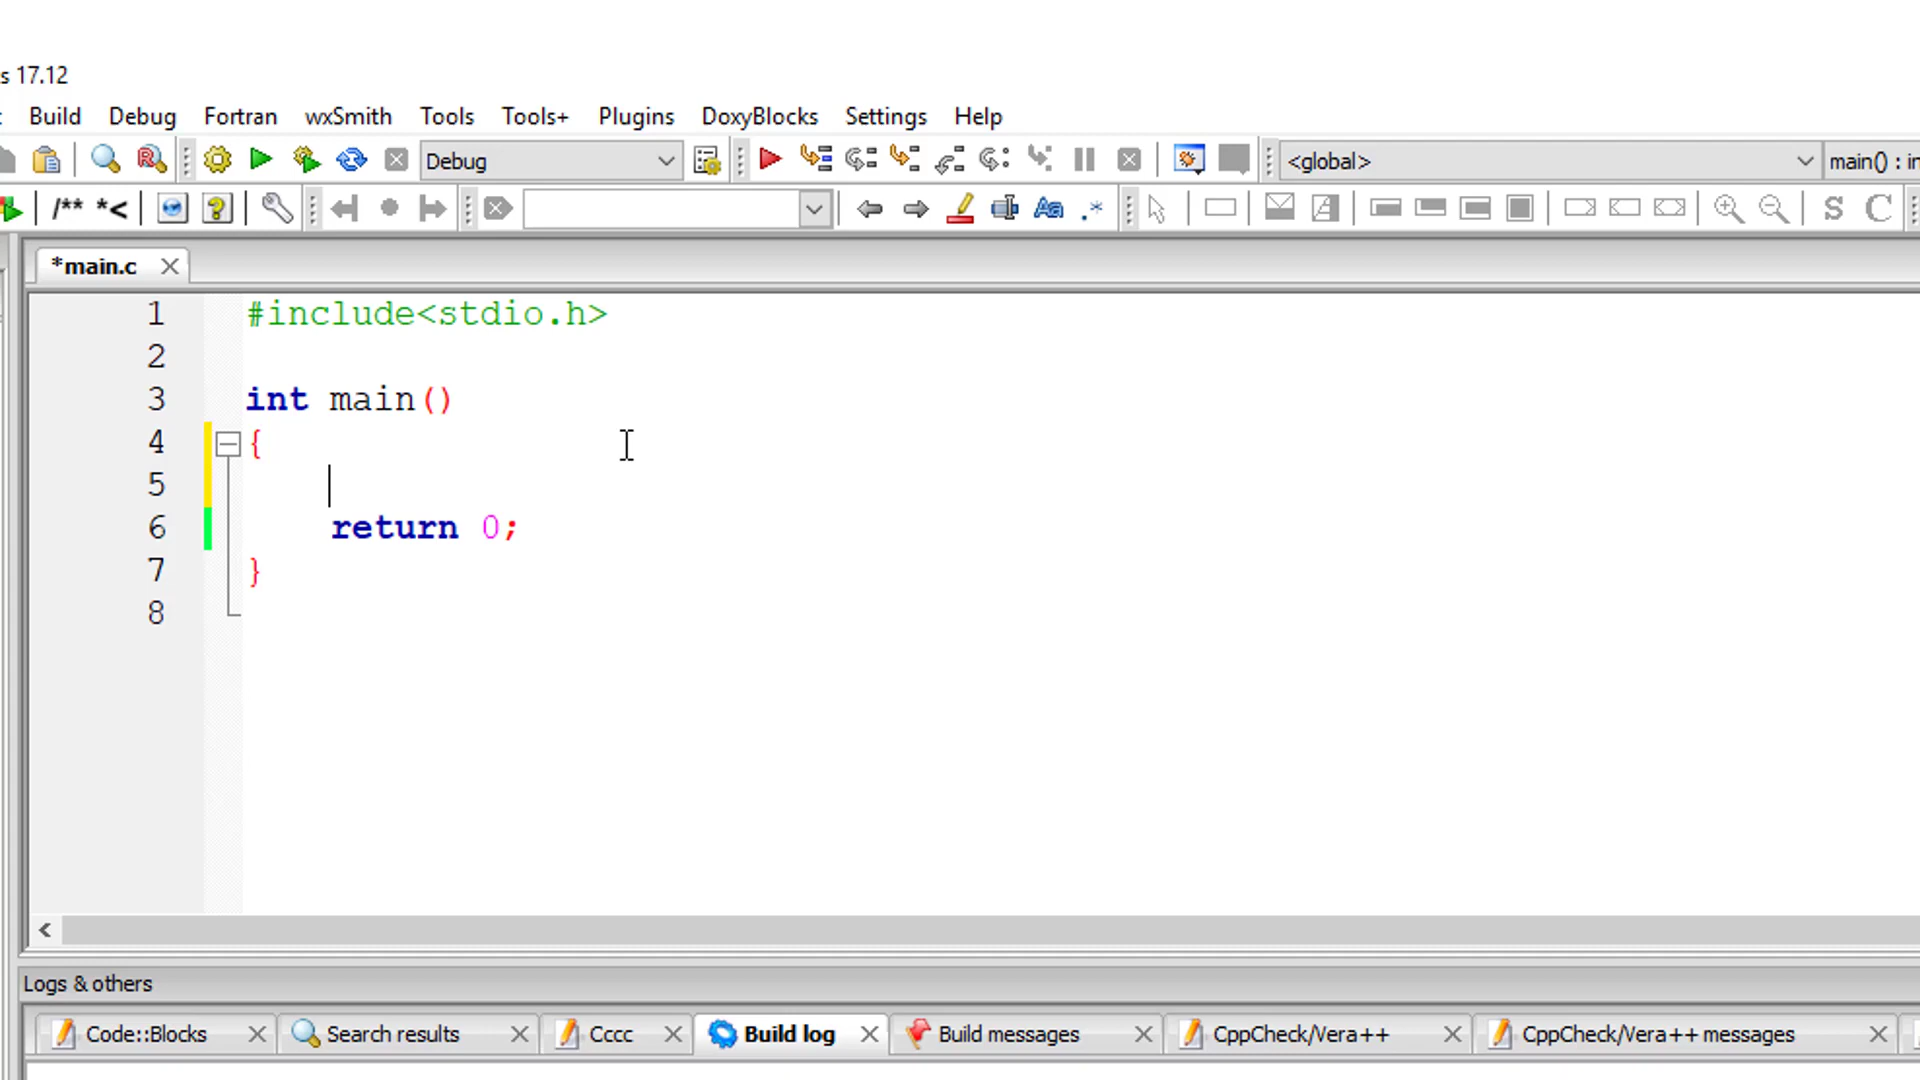 s 17.12
Build Debug Fortran wxSmith Tools Tools+ Plugins DoxyBlocks Settings Help
Debug <global> main() : in
/** *< Aa .* S C
*main.c
1 #include<stdio.h>
2
3 int main()
4 {
5
6 return 0;
7 }
8
Logs & others
Code::Blocks Search results Cccc Build log Build messages CppCheck/Vera++ CppCheck/Vera++ messages